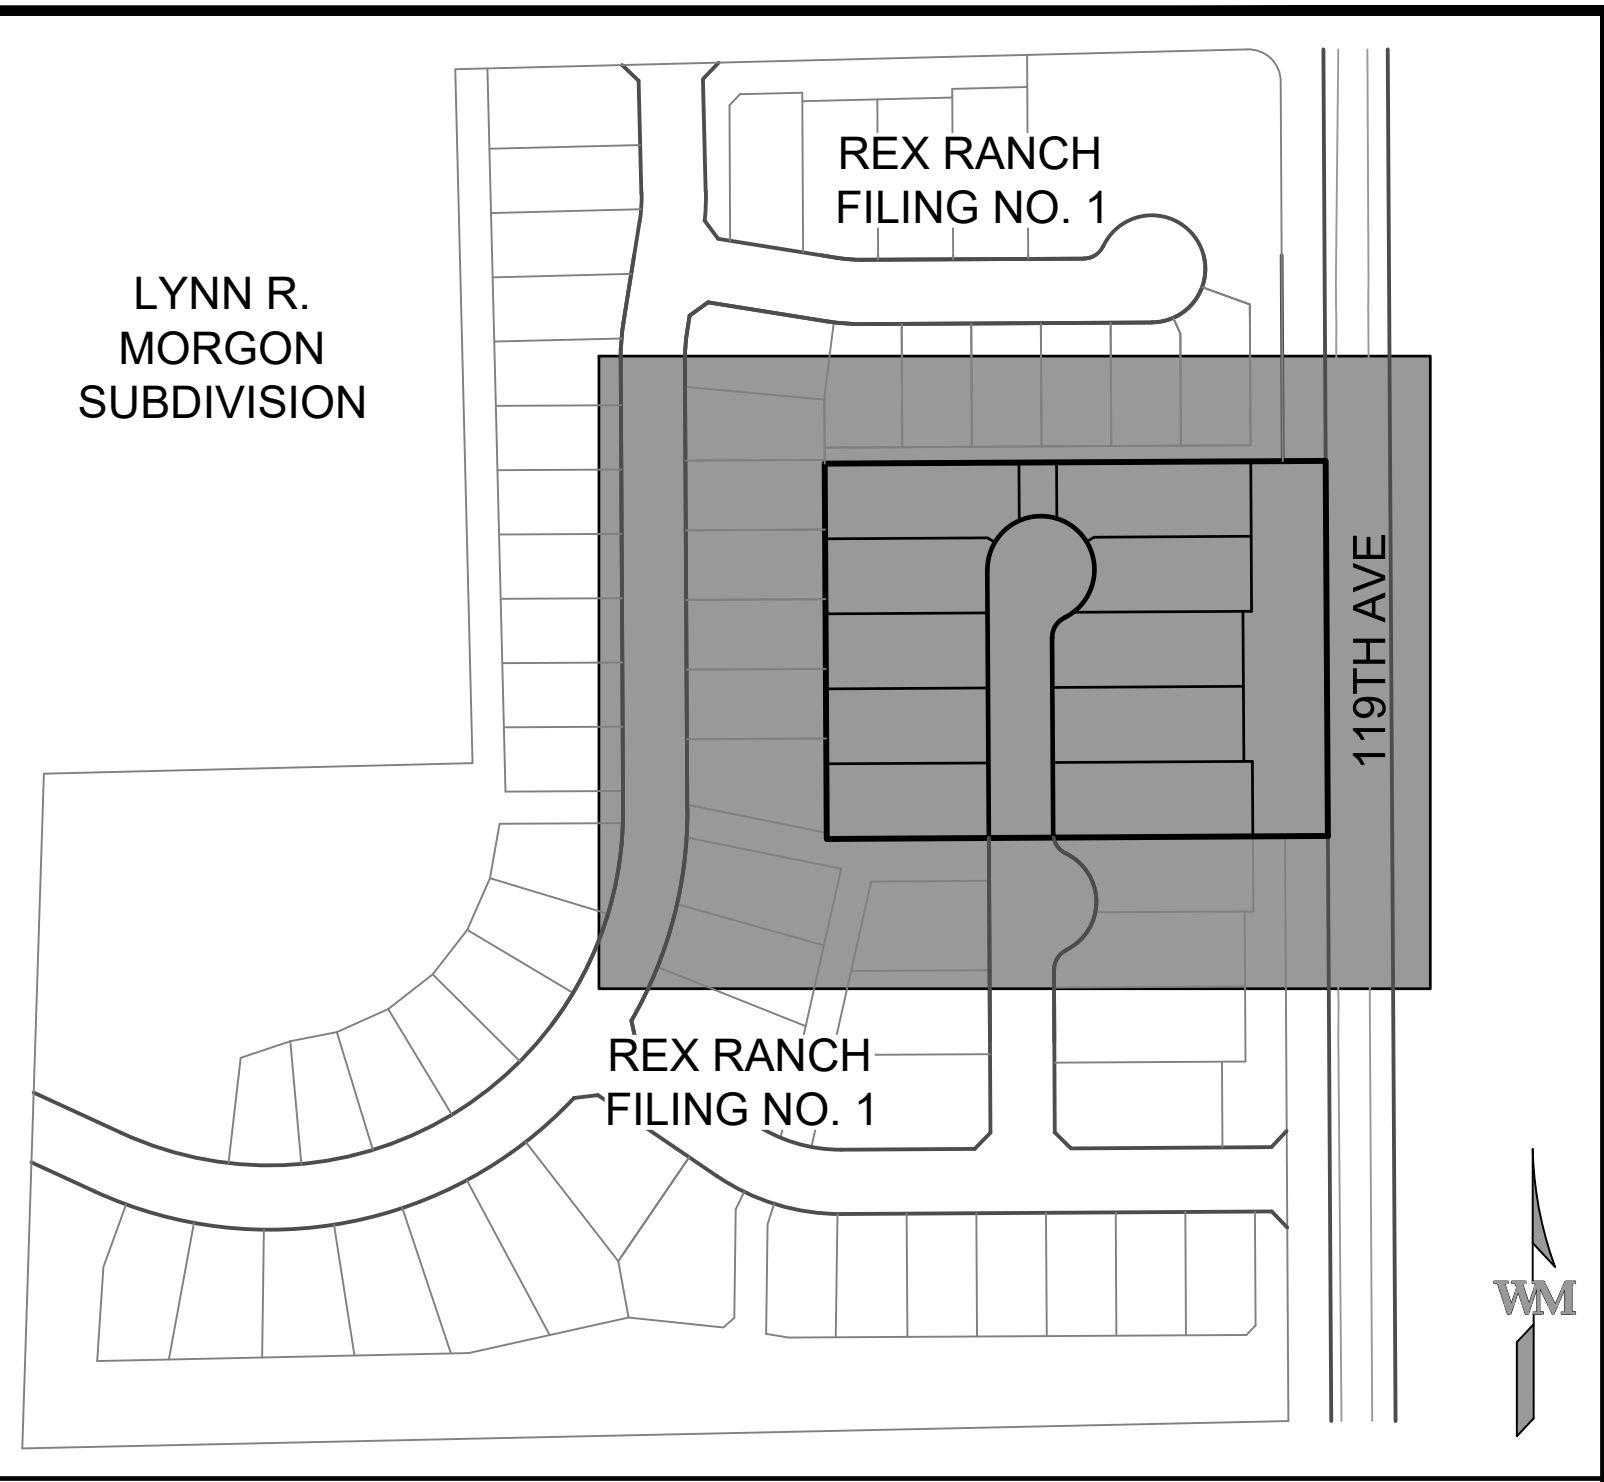 REX RANCH
FILING NO. 1
LYNN R.
MORGON
SUBDIVISION
119TH AVE
REX RANCH
FILING NO. 1
WM